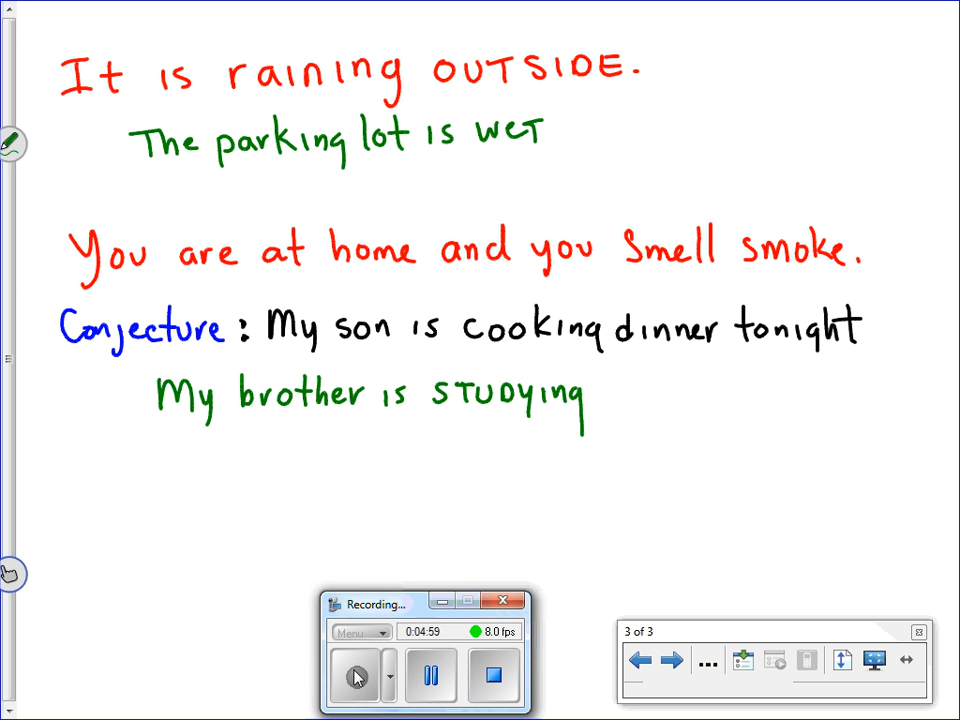 It is raining OUTSIDE.
The parking lot is WET
You are at home and you smell smoke.
Conjecture: My son is cooking dinner tonight
My brother is STUDYing
Recording...
Menu
0:04:59
8.0 fps
3 of 3